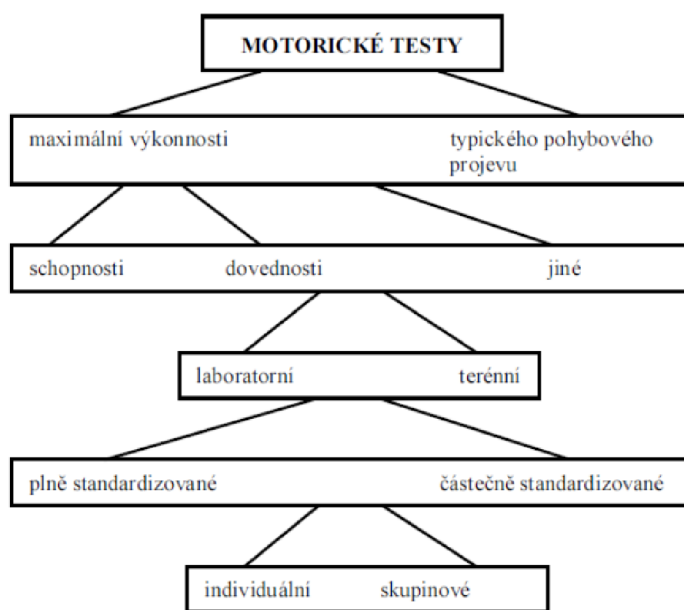 MOTORICKÉ TESTY
maximální výkonnosti typického pohybového
projevu
schopnosti dovednosti jiné
laboratorní terénní
plně standardizované částečně standardizované
individuální skupinové